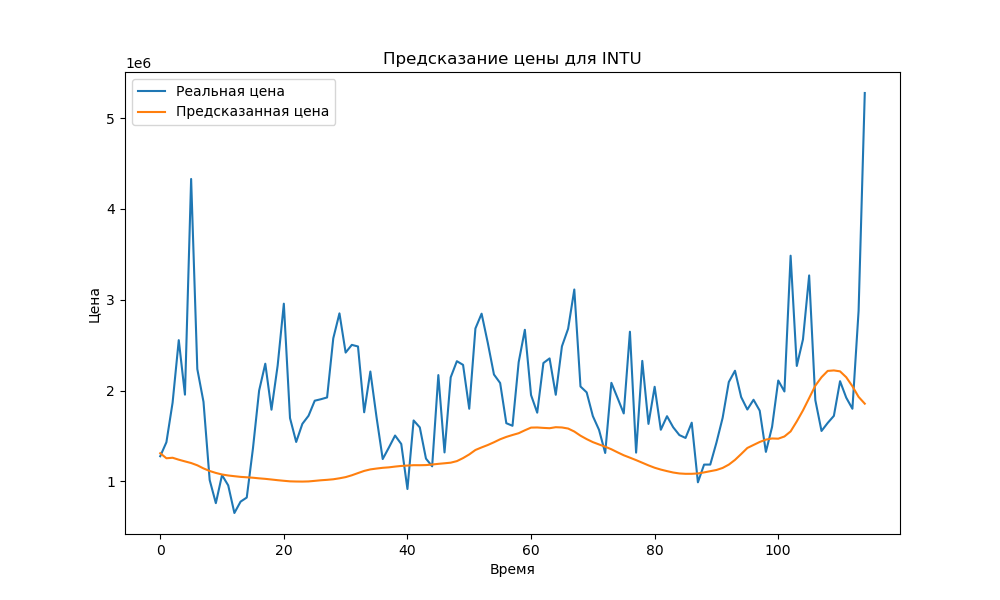 Предсказание цены для INTU
1e6
Реальная цена
Предсказанная цена
5
4
3
2
1
Цена
0 20 40 60 80 100
Время